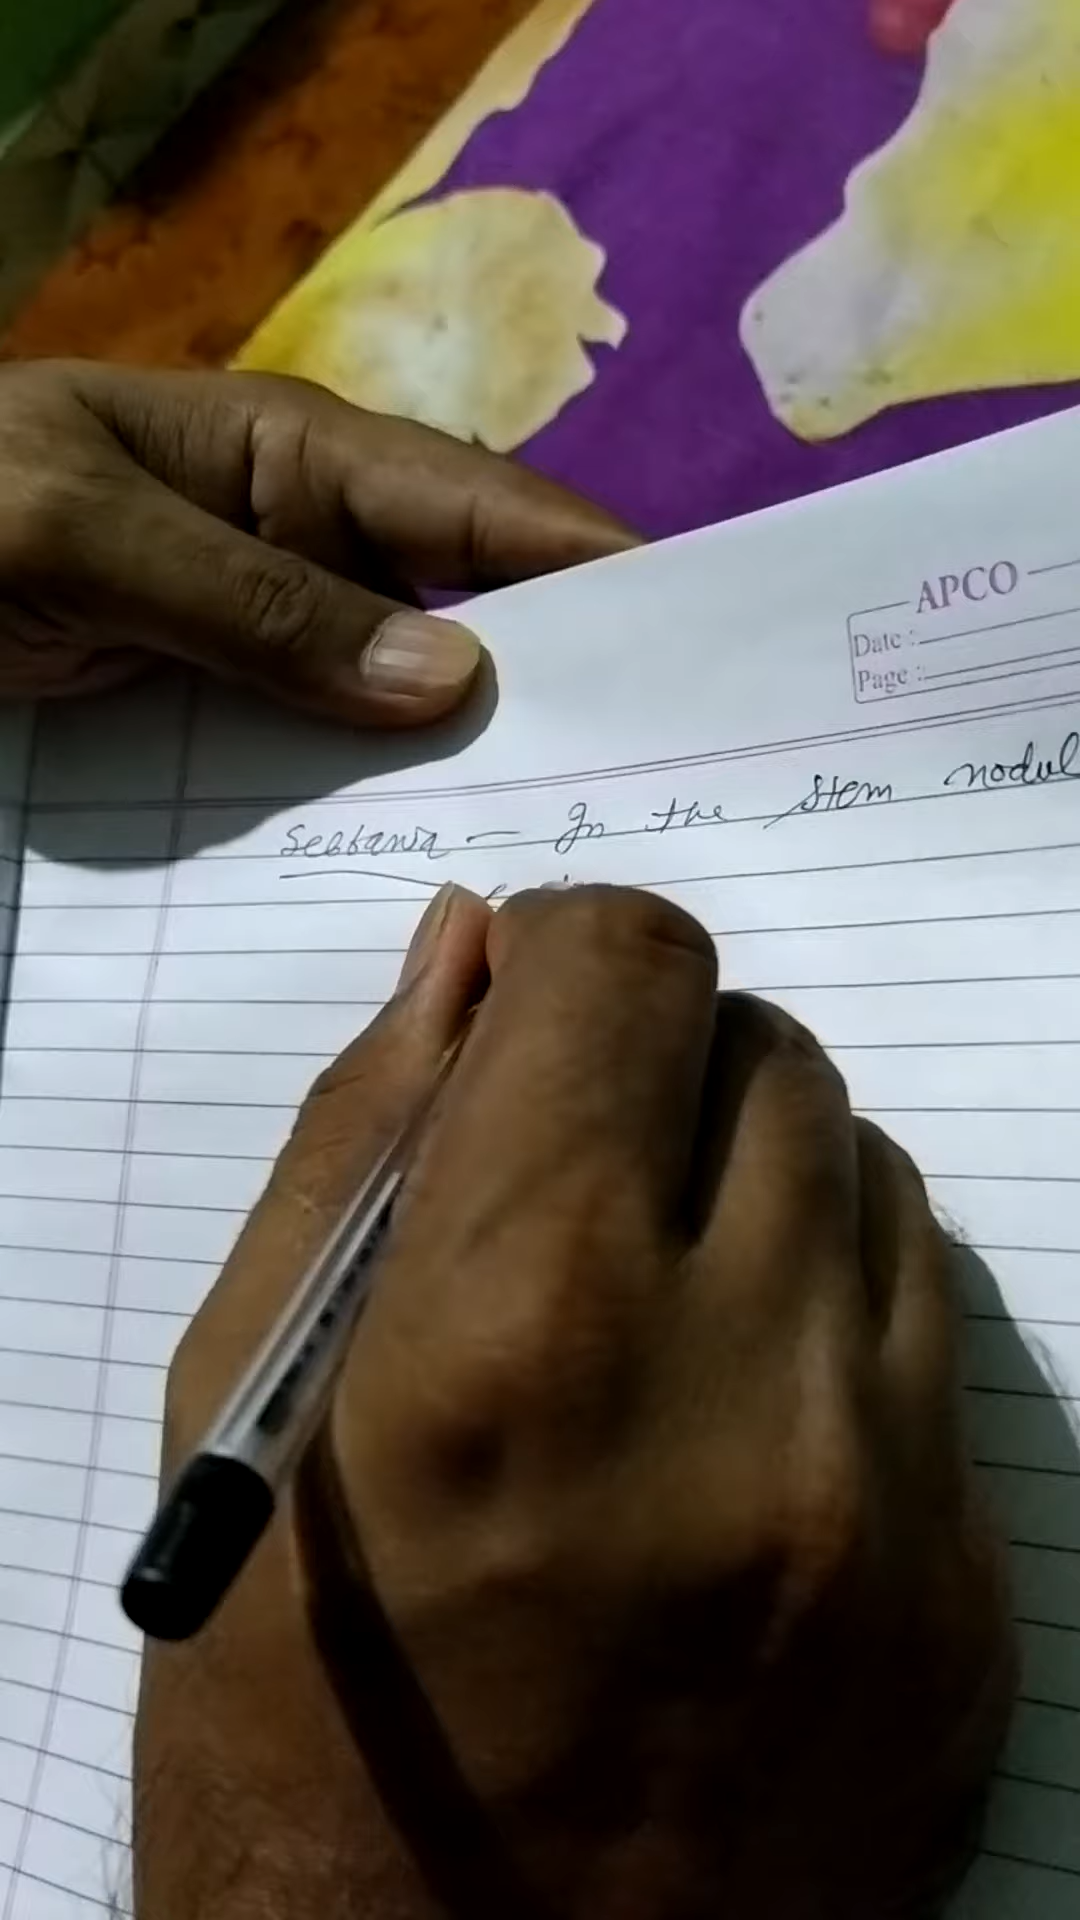 APCO
Date :
Page :
Sesbania — In the stem nodul